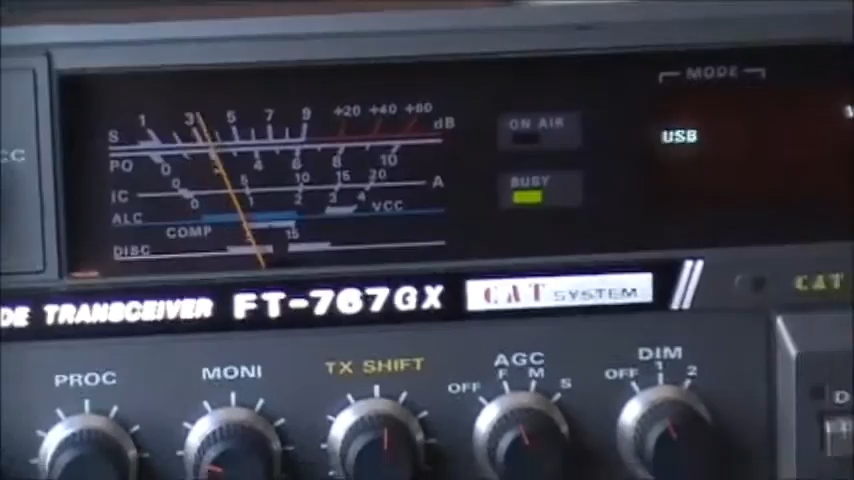 MODE
S 1 3 5 7 9 +20 +40 +60 dB
ON AIR
USB
PO 0 4 6 8 10
CC
BUSY
IC 0 5 10 15 20 A
0 1 2 3 4 VCC
ALC
COMP 15
DISC
DE TRANSCEIVER FT-767GX CAT SYSTEM
CAT
PROC MONI TX SHIFT AGC DIM
OFF F M S OFF 1 2
D